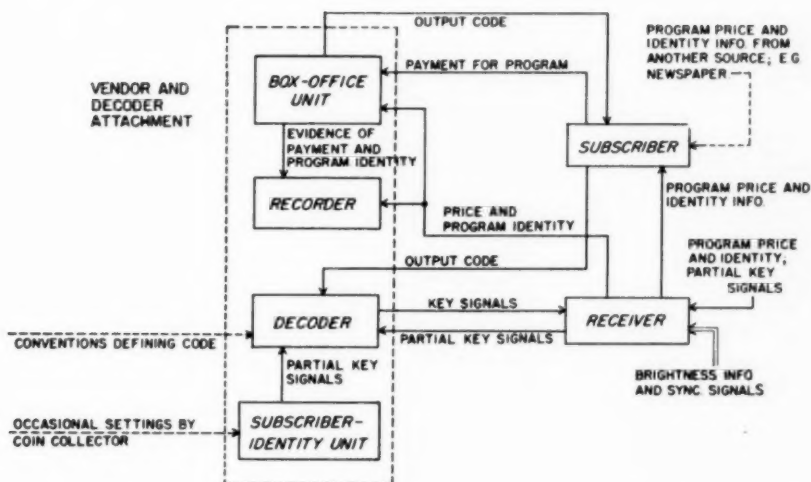 OUTPUT CODE
PROGRAM PRICE AND
IDENTITY INFO. FROM
ANOTHER SOURCE; E.G.
NEWSPAPER
PAYMENT FOR PROGRAM
BOX-OFFICE
UNIT
VENDOR AND
DECODER
ATTACHMENT
EVIDENCE OF
PAYMENT AND
PROGRAM IDENTITY
SUBSCRIBER
RECORDER
PROGRAM PRICE AND
IDENTITY INFO.
PRICE AND
PROGRAM IDENTITY
OUTPUT CODE
PROGRAM PRICE
AND IDENTITY;
PARTIAL KEY
SIGNALS
DECODER
KEY SIGNALS
PARTIAL KEY SIGNALS
RECEIVER
CONVENTIONS DEFINING CODE
PARTIAL KEY
SIGNALS
BRIGHTNESS INFO
AND SYNC. SIGNALS
OCCASIONAL SETTINGS BY
COIN COLLECTOR
SUBSCRIBER-
IDENTITY UNIT